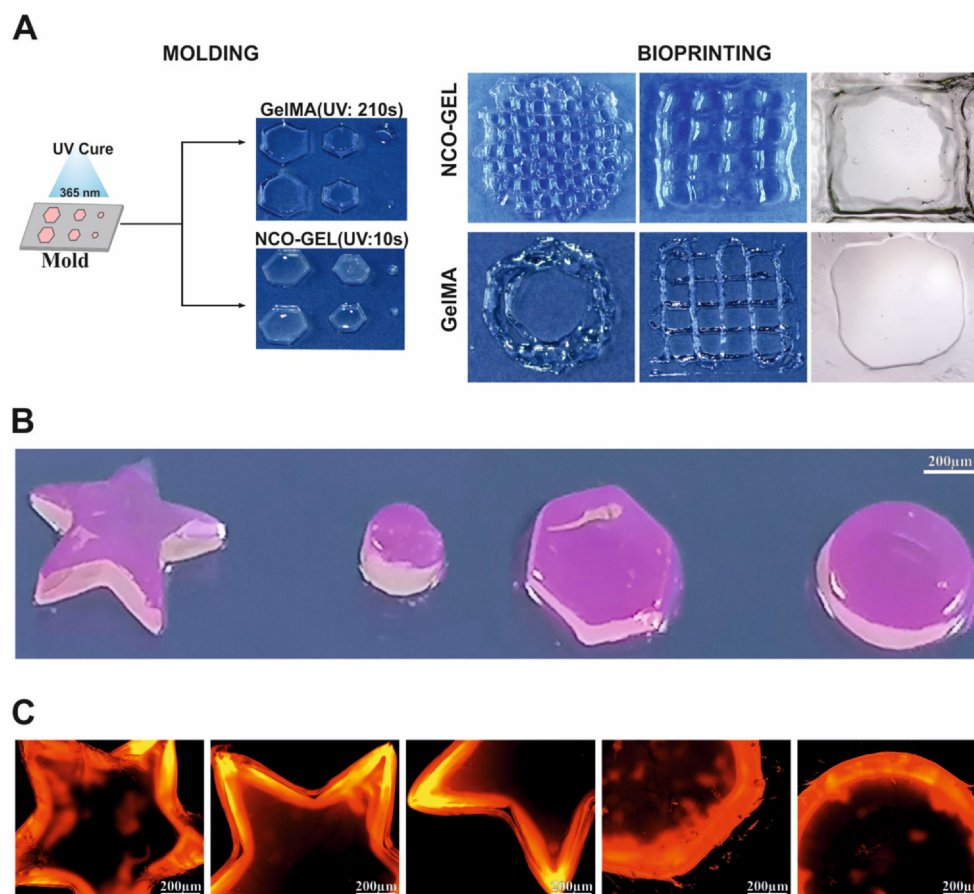 A
MOLDING
BIOPRINTING
UV Cure
365 nm
Mold
GelMA(UV: 210s)
NCO-GEL(UV:10s)
NCO-GEL
GelMA
B
200μm
C
200μm
200μm
200μm
200μm
200μm